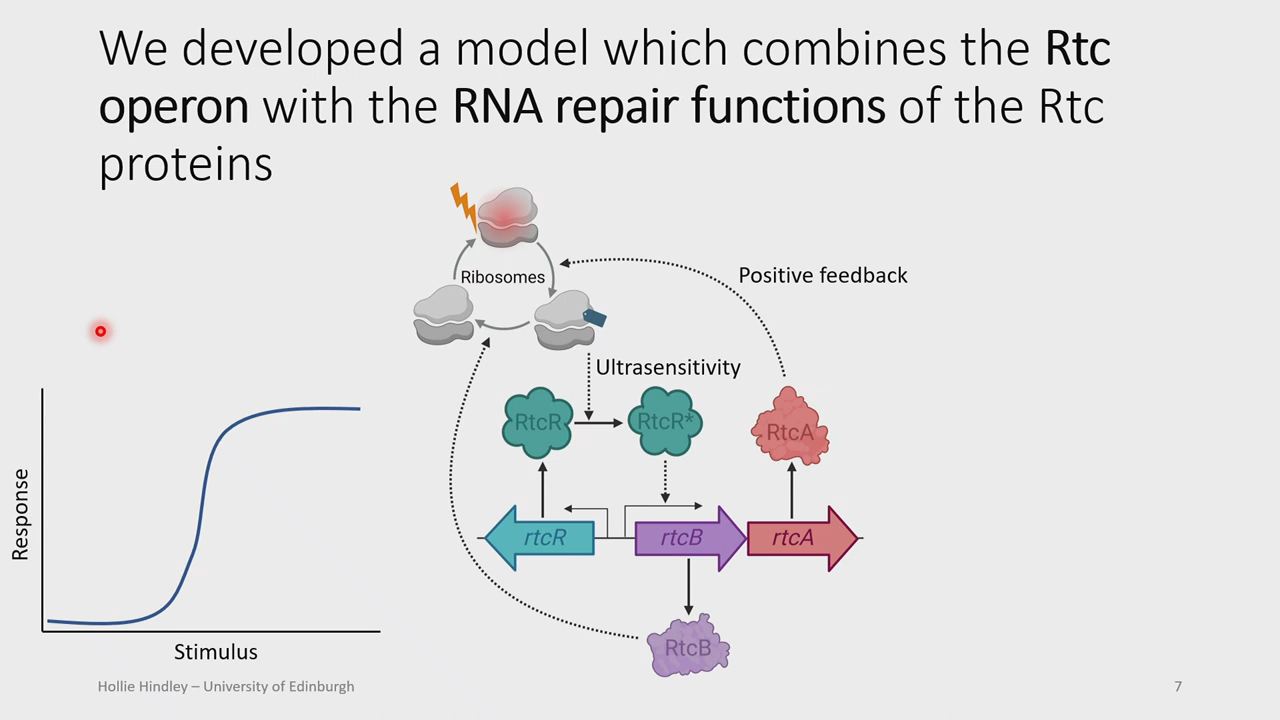 We developed a model which combines the Rtc
operon with the RNA repair functions of the Rtc
proteins
Ribosomes
Positive feedback
Ultrasensitivity
RtcR
RtcR*
RtcA
rtcR
rtcB
rtcA
RtcB
Response
Stimulus
Hollie Hindley – University of Edinburgh
7